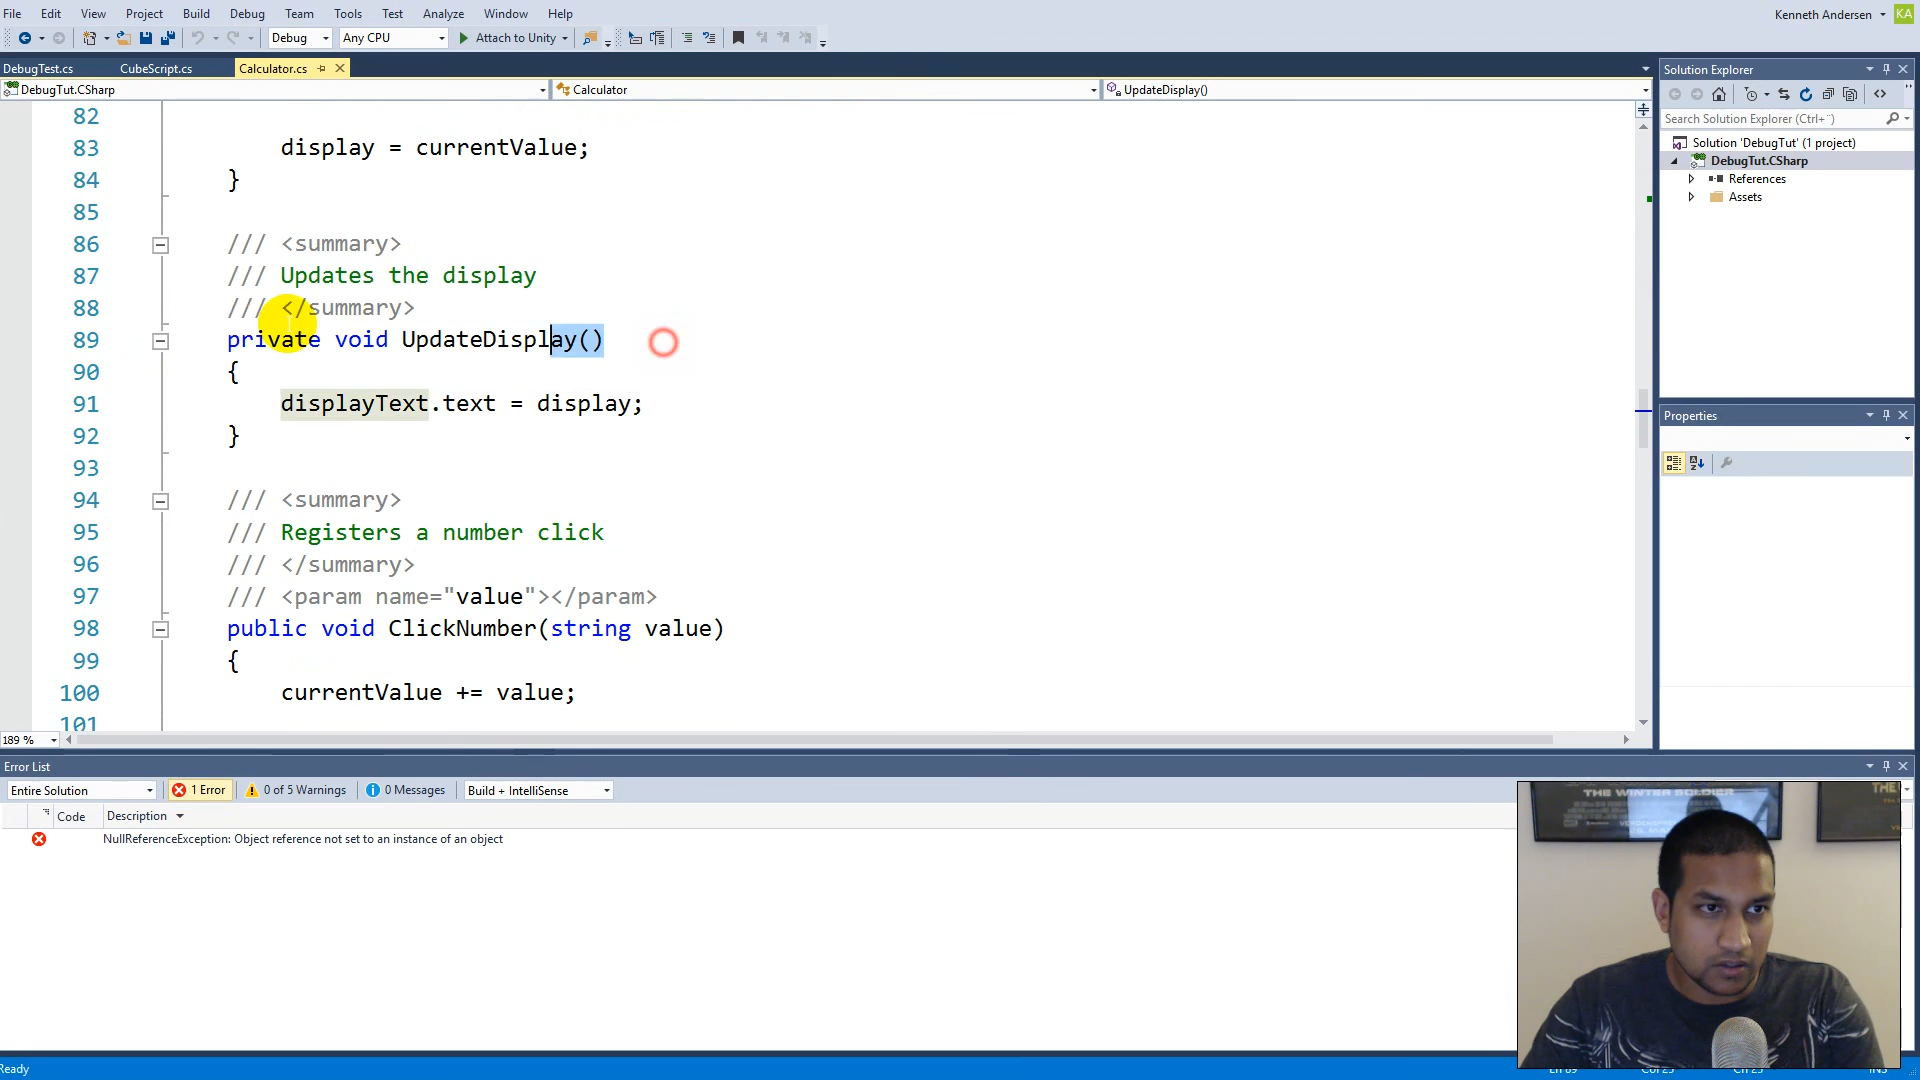 File Edit View Project Build Debug Team Tools Test Analyze Window Help
Kenneth Andersen KA
Debug Any CPU Attach to Unity
DebugTest.cs CubeScript.cs Calculator.cs
DebugTut.CSharp Calculator UpdateDisplay()
82
83 display = currentValue;
84 }
85
86 /// <summary>
87 /// Updates the display
88 /// </summary>
89 private void UpdateDisplay()
90 {
91 displayText.text = display;
92 }
93
94 /// <summary>
95 /// Registers a number click
96 /// </summary>
97 /// <param name="value"></param>
98 public void ClickNumber(string value)
99 {
100 currentValue += value;
101
189 %
Solution Explorer
Search Solution Explorer (Ctrl+¨)
Solution 'DebugTut' (1 project)
DebugTut.CSharp
References
Assets
Properties
Error List
Entire Solution 1 Error 0 of 5 Warnings 0 Messages Build + IntelliSense
Code Description
NullReferenceException: Object reference not set to an instance of an object
THE WINTER SOLDIER
Ready